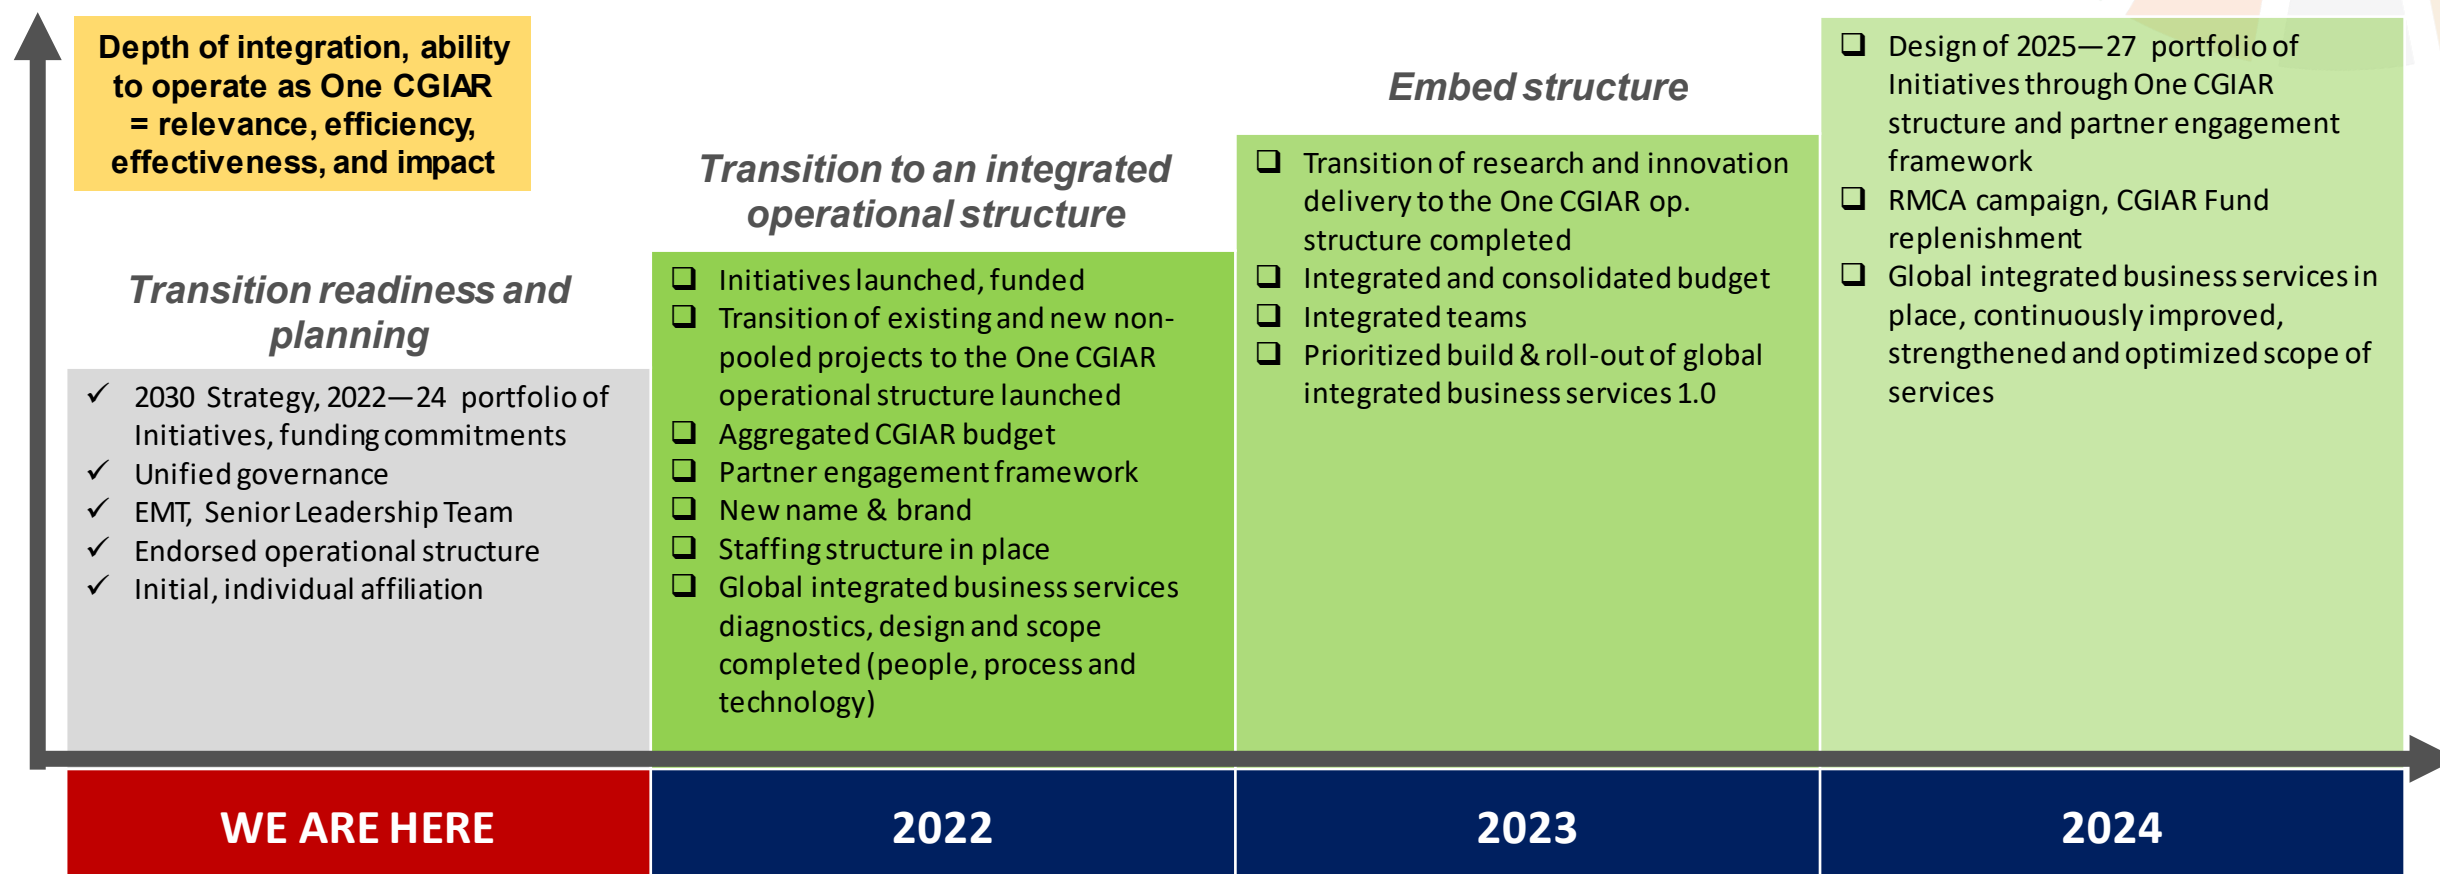 Depth of integration, ability
to operate as One CGIAR
= relevance, efficiency,
effectiveness, and impact
Transition readiness and
planning
✓ 2030 Strategy, 2022—24 portfolio of
Initiatives, funding commitments
✓ Unified governance
✓ EMT, Senior Leadership Team
✓ Endorsed operational structure
✓ Initial, individual affiliation
WE ARE HERE
Transition to an integrated
operational structure
❑ Initiatives launched, funded
❑ Transition of existing and new non-
pooled projects to the One CGIAR
operational structure launched
❑ Aggregated CGIAR budget
❑ Partner engagement framework
❑ New name & brand
❑ Staffing structure in place
❑ Global integrated business services
diagnostics, design and scope
completed (people, process and
technology)
2022
Embed structure
❑ Transition of research and innovation
delivery to the One CGIAR op.
structure completed
❑ Integrated and consolidated budget
❑ Integrated teams
❑ Prioritized build & roll-out of global
integrated business services 1.0
2023
❑ Design of 2025—27 portfolio of
Initiatives through One CGIAR
structure and partner engagement
framework
❑ RMCA campaign, CGIAR Fund
replenishment
❑ Global integrated business services in
place, continuously improved,
strengthened and optimized scope of
services
2024